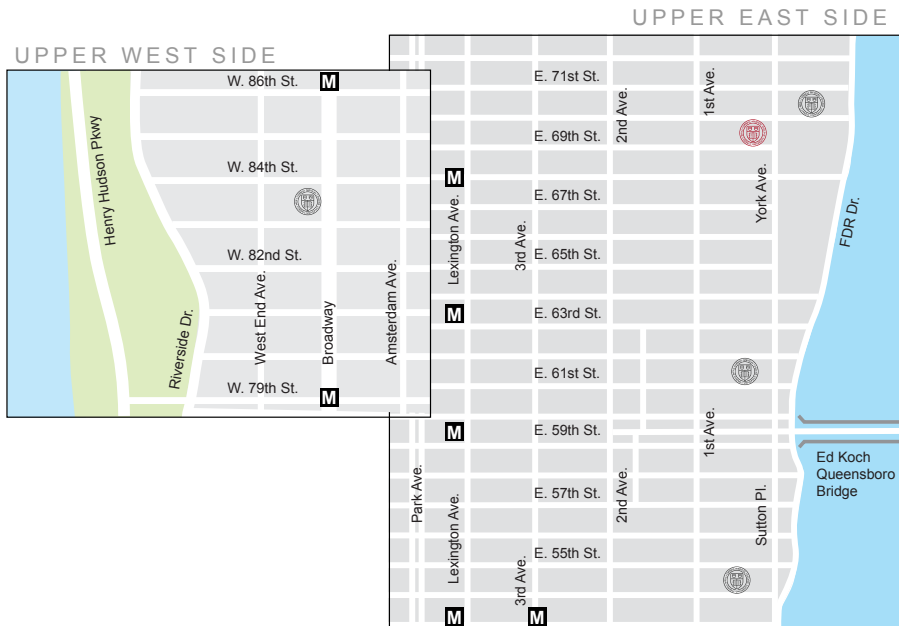 UPPER EAST SIDE
UPPER WEST SIDE
W. 86th St.
M
W. 84th St.
W. 82nd St.
W. 79th St.
M
Henry Hudson Pkwy
Riverside Dr.
West End Ave.
Broadway
Amsterdam Ave.
E. 71st St.
E. 69th St.
M
E. 67th St.
E. 65th St.
M
E. 63rd St.
E. 61st St.
M
E. 59th St.
E. 57th St.
E. 55th St.
M
M
Park Ave.
Lexington Ave.
Lexington Ave.
3rd Ave.
3rd Ave.
2nd Ave.
2nd Ave.
1st Ave.
1st Ave.
York Ave.
Sutton Pl.
FDR Dr.
Ed Koch
Queensboro
Bridge